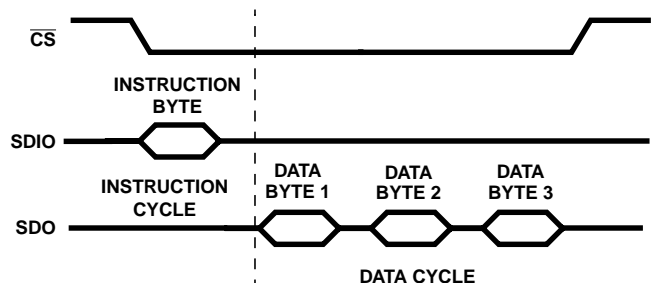 CS
INSTRUCTION
BYTE
SDIO
INSTRUCTION
CYCLE
DATA
BYTE 1
DATA
BYTE 2
DATA
BYTE 3
SDO
DATA CYCLE